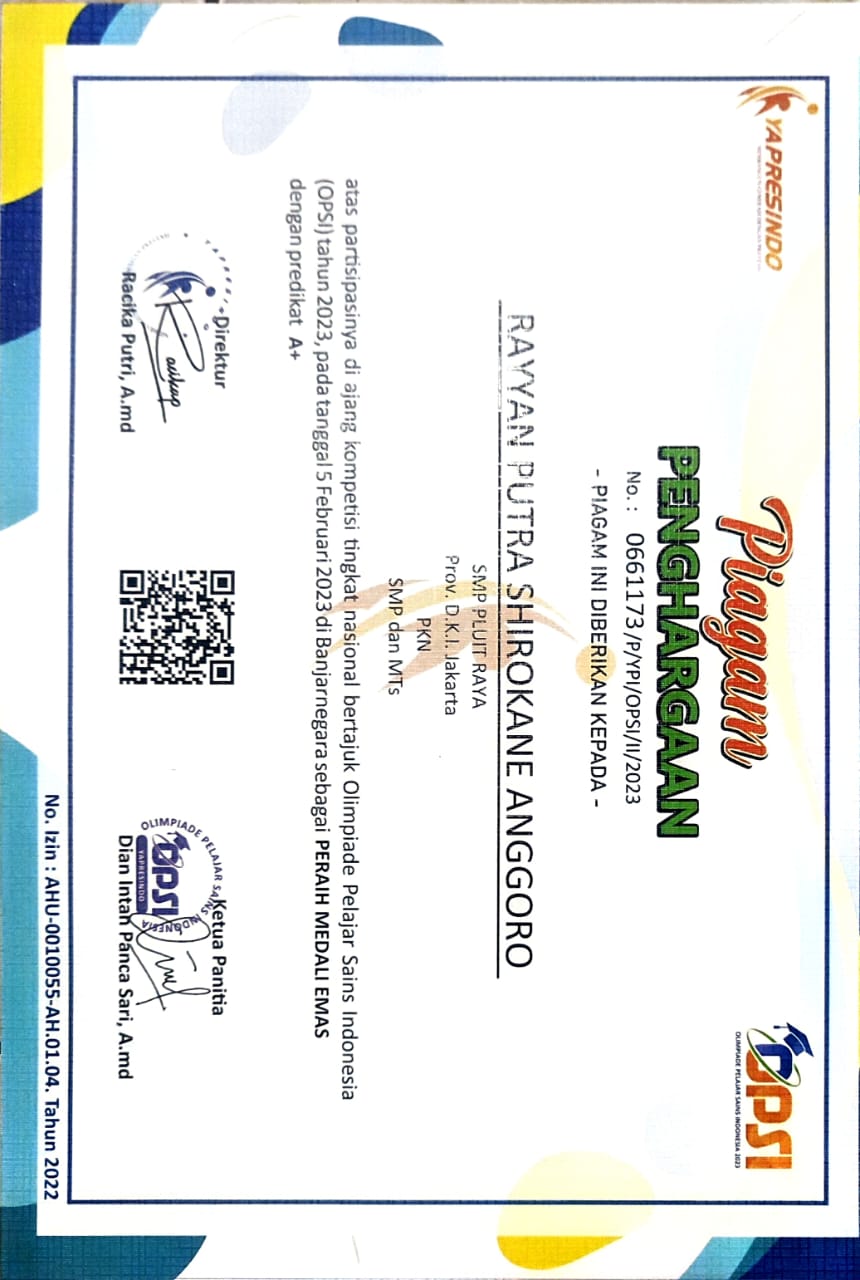 YAPRESINDO
OPSI
OLIMPIADE PELAJAR SAINS INDONESIA 2023
Piagam
PENGHARGAAN
No. : 0661173 /P/YPI/OPSI/II/2023
- PIAGAM INI DIBERIKAN KEPADA -
RAYYAN PUTRA SHIROKANE ANGGORO
SMP PLUIT RAYA
Prov. D.K.I. Jakarta
PKN
SMP dan MTs
atas partisipasinya di ajang kompetisi tingkat nasional bertajuk Olimpiade Pelajar Sains Indonesia
(OPSI) tahun 2023, pada tanggal 5 Februari 2023 di Banjarnegara sebagai PERAIH MEDALI EMAS
dengan predikat A+
Direktur
Racika Putri, A.md
Ketua Panitia
OLIMPIADE PELAJAR SAINS INDONESIA
OPSI
YAPRESINDO
Dian Intan Panca Sari, A.md
No. Izin : AHU-0010055-AH.01.04. Tahun 2022